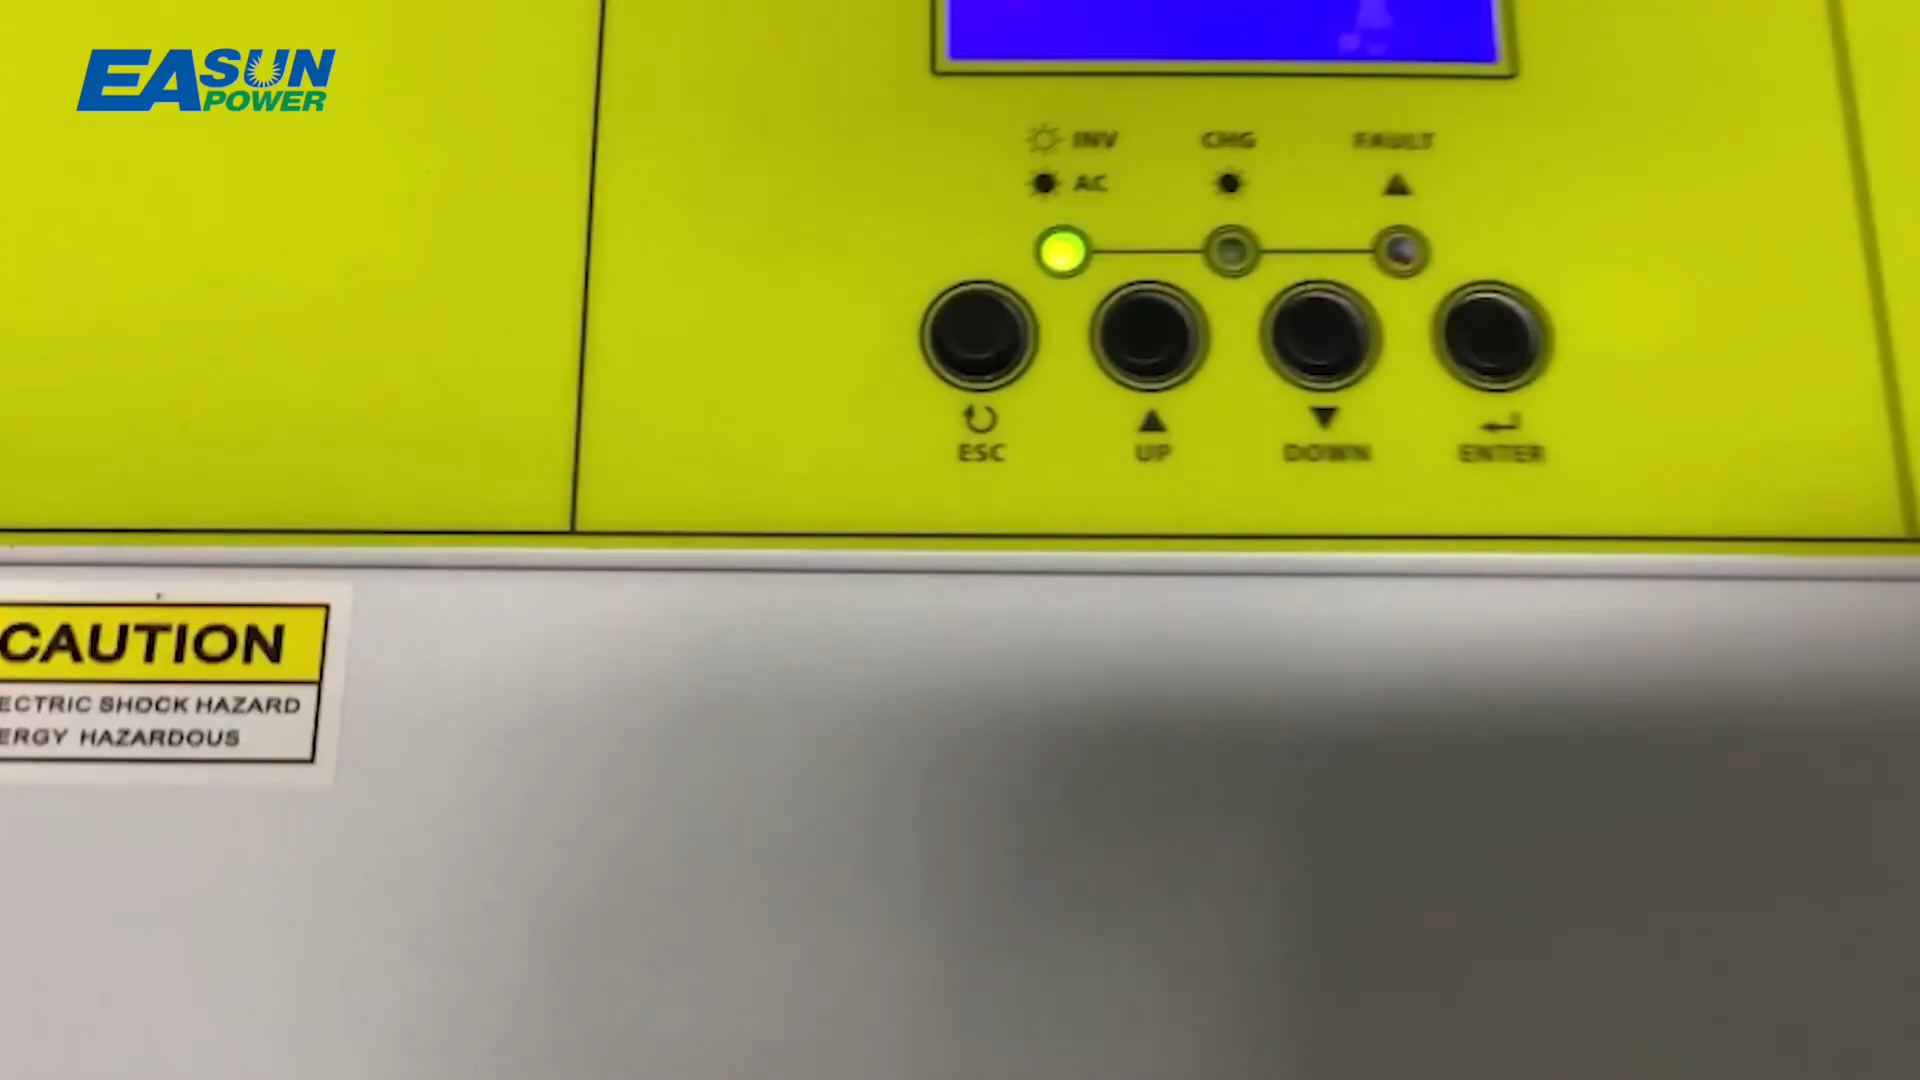 EASUN
POWER
INV
CHG
FAULT
AC
ESC
UP
DOWN
ENTER
CAUTION
ECTRIC SHOCK HAZARD
ERGY HAZARDOUS